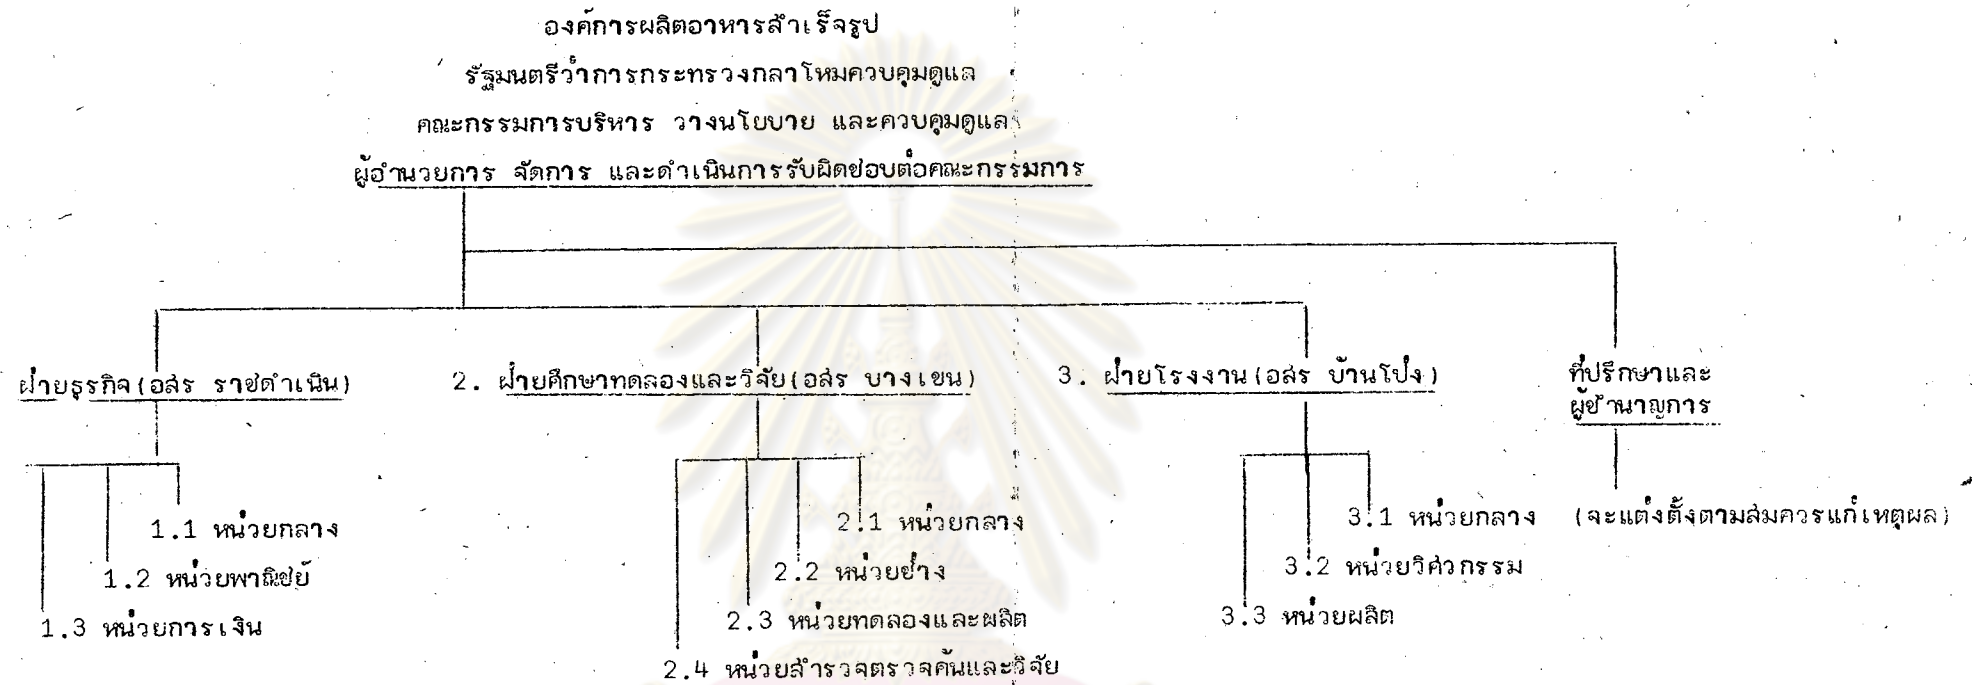 องค์การผลิตอาหารสำเร็จรูป
รัฐมนตรีว่าการกระทรวงกลาโหมควบคุมดูแล
คณะกรรมการบริหาร วางนโยบาย และควบคุมดูแล
ผู้อำนวยการ จัดการ และดำเนินการรับผิดชอบต่อคณะกรรมการ
ฝ่ายธุรกิจ(อสร ราชดำเนิน)
2. ฝ่ายศึกษาทดลองและวิจัย(อสร บางเขน)
3. ฝ่ายโรงงาน(อสร บ้านโป่ง)
ที่ปรึกษาและ
ผู้ชำนาญการ
1.1 หน่วยกลาง
1.2 หน่วยพาณิชย์
1.3 หน่วยการเงิน
2.1 หน่วยกลาง
2.2 หน่วยช่าง
2.3 หน่วยทดลองและผลิต
2.4 หน่วยสำรวจตรวจค้นและวิจัย
3.1 หน่วยกลาง
3.2 หน่วยวิศวกรรม
3.3 หน่วยผลิต
(จะแต่งตั้งตามสมควรแก่เหตุผล)